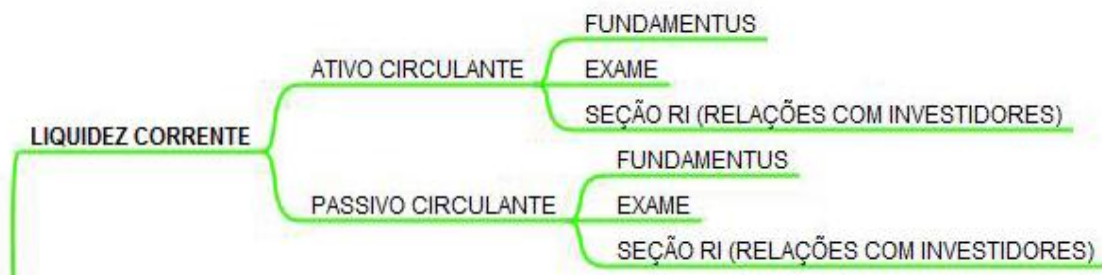 LIQUIDEZ CORRENTE
ATIVO CIRCULANTE
FUNDAMENTUS
EXAME
SEÇÃO RI (RELAÇÕES COM INVESTIDORES)
PASSIVO CIRCULANTE
FUNDAMENTUS
EXAME
SEÇÃO RI (RELAÇÕES COM INVESTIDORES)